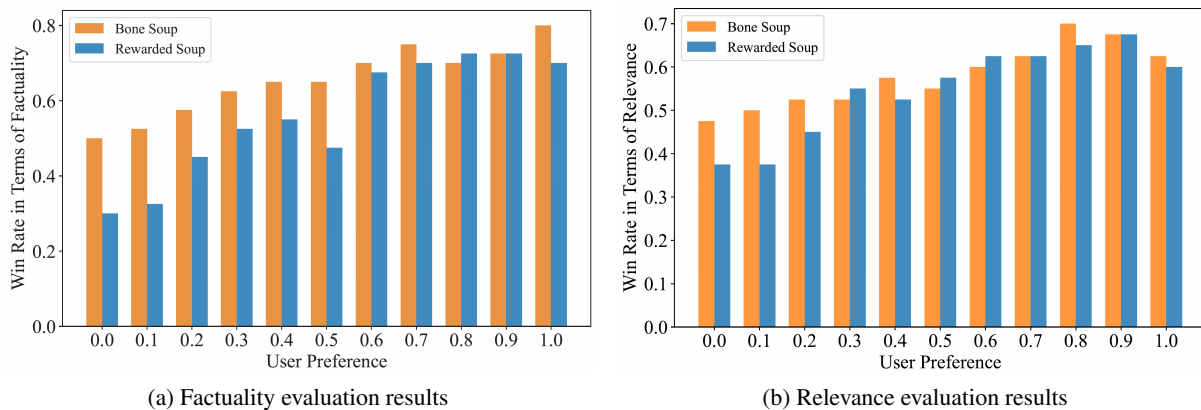 Bone Soup
Rewarded Soup
Win Rate in Terms of Factuality
0.8
0.6
0.4
0.2
0.0
0.0 0.1 0.2 0.3 0.4 0.5 0.6 0.7 0.8 0.9 1.0
User Preference
(a) Factuality evaluation results
Bone Soup
Rewarded Soup
Win Rate in Terms of Relevance
0.7
0.6
0.5
0.4
0.3
0.2
0.1
0.0
0.0 0.1 0.2 0.3 0.4 0.5 0.6 0.7 0.8 0.9 1.0
User Preference
(b) Relevance evaluation results